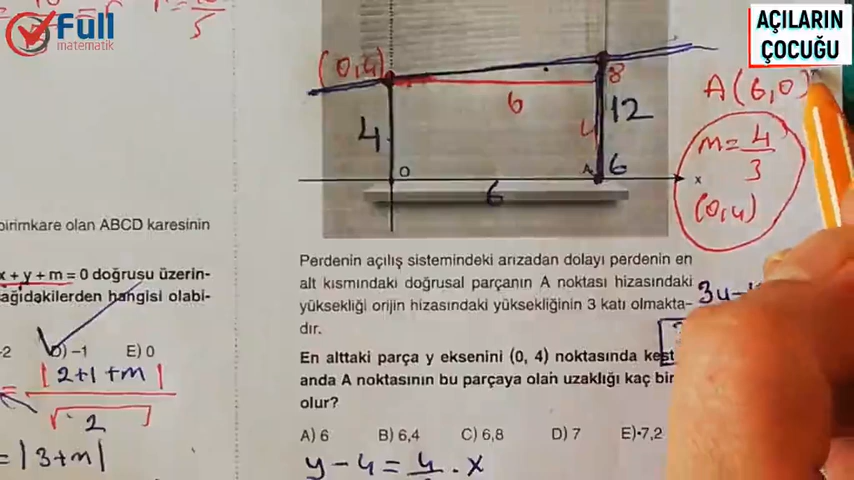 Full
matematik
AÇILARIN
ÇOCUĞU
5
(0,4)
8
A(6,0)
6
4
4
12
m=4/3
O
A
6
x
6
(0,4)
birimkare olan ABCD karesinin
x + y + m = 0 doğrusu üzerin-
ağıdakilerden hangisi olabi-
-2 D) –1 E) 0
|2+1+m|
√2
= |3+m|
Perdenin açılış sistemindeki arızadan dolayı perdenin en
alt kısmındaki doğrusal parçanın A noktası hizasındaki
yüksekliği orijin hizasındaki yüksekliğinin 3 katı olmakta-
dır.
En alttaki parça y eksenini (0, 4) noktasında kest
anda A noktasının bu parçaya olan uzaklığı kaç bir
olur?
A) 6 B) 6,4 C) 6,8 D) 7 E) 7,2
y-4=4 . x